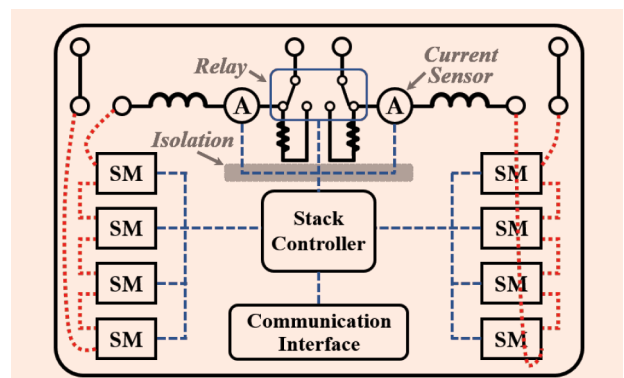 Relay
Current
Sensor
A
A
Isolation
SM
SM
SM
SM
Stack
Controller
Communication
Interface
SM
SM
SM
SM